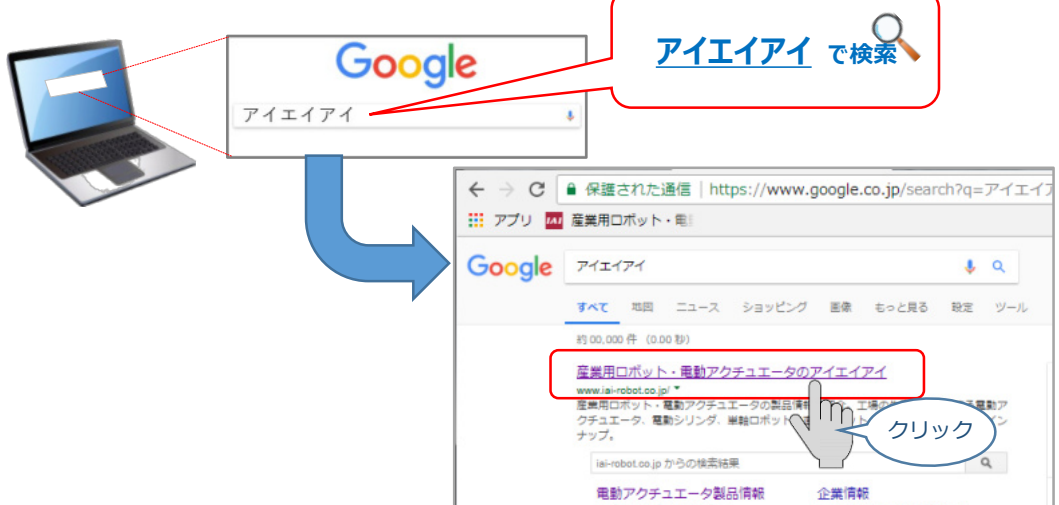 アイエイアイ で検索
Google
アイエイアイ
保護された通信 | https://www.google.co.jp/search?q=アイエイア
アプリ IAI 産業用ロボット・電
Google アイエイアイ
すべて 地図 ニュース ショッピング 画像 もっと見る 設定 ツール
約 00,000 件 (0.00 秒)
産業用ロボット・電動アクチュエータのアイエイアイ
www.iai-robot.co.jp/
産業用ロボット・電動アクチュエータの製品情報 工場の 電動ア
クチュエータ、電動シリンダ、単軸ロボット イン
ナップ。
クリック
iai-robot.co.jp からの検索結果
電動アクチュエータ製品情報 企業情報